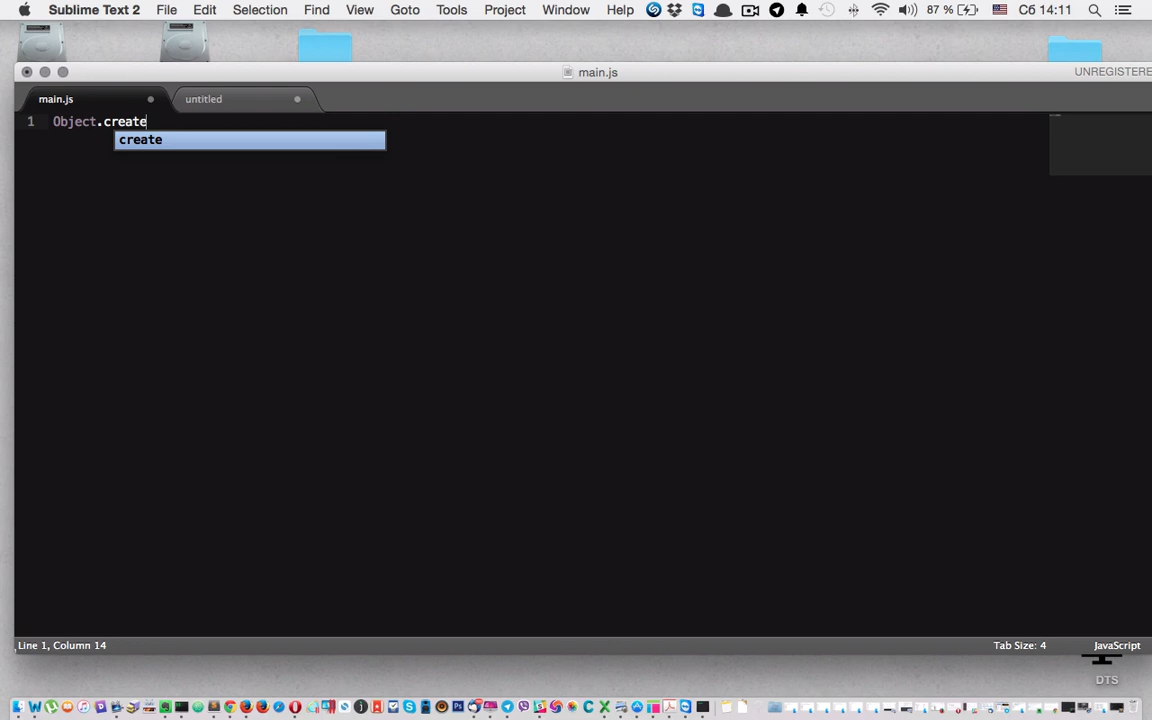 Sublime Text 2 File Edit Selection Find View Goto Tools Project Window Help 87 % Сб 14:11
main.js UNREGISTERE
main.js untitled
1 Object.create
create
Line 1, Column 14 Tab Size: 4 JavaScript
DTS